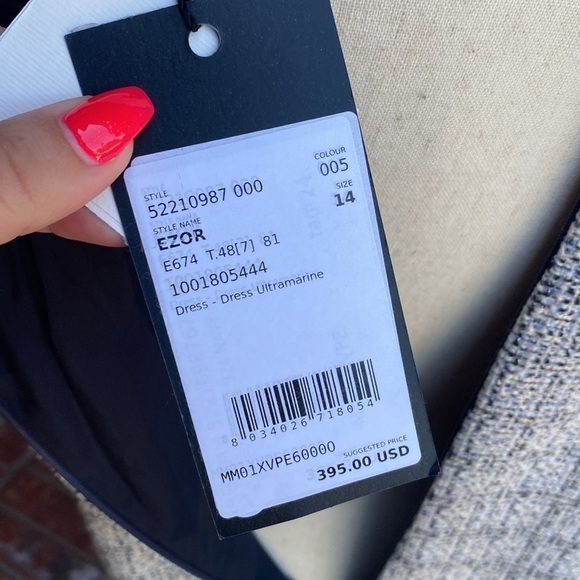 STYLE
52210987 000
COLOUR
005
STYLE NAME
EZOR
SIZE
14
E674 T.48[7] 81
1001805444
Dress - Dress Ultramarine
8 034026 718054
MM01XVPE6000O
SUGGESTED PRICE
395.00 USD